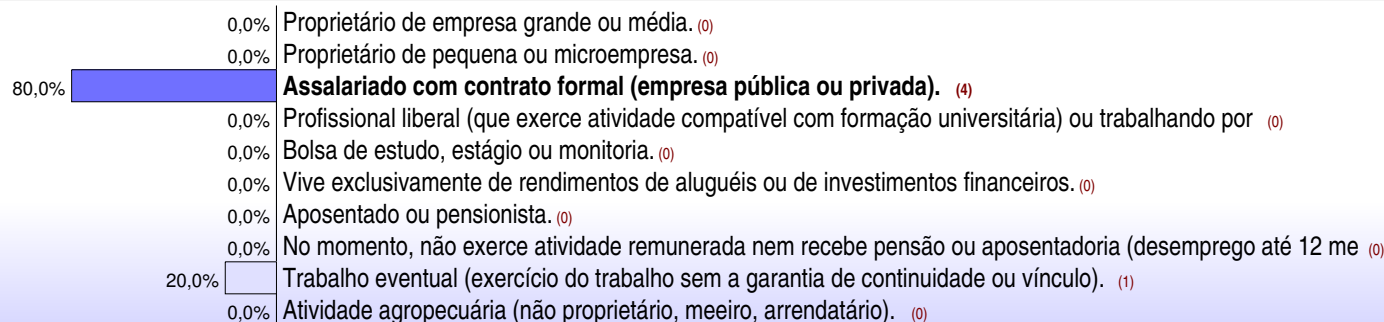 0,0% Proprietário de empresa grande ou média. (0)
0,0% Proprietário de pequena ou microempresa. (0)
80,0% Assalariado com contrato formal (empresa pública ou privada). (4)
0,0% Profissional liberal (que exerce atividade compatível com formação universitária) ou trabalhando por (0)
0,0% Bolsa de estudo, estágio ou monitoria. (0)
0,0% Vive exclusivamente de rendimentos de aluguéis ou de investimentos financeiros. (0)
0,0% Aposentado ou pensionista. (0)
0,0% No momento, não exerce atividade remunerada nem recebe pensão ou aposentadoria (desemprego até 12 me (0)
20,0% Trabalho eventual (exercício do trabalho sem a garantia de continuidade ou vínculo). (1)
0,0% Atividade agropecuária (não proprietário, meeiro, arrendatário). (0)